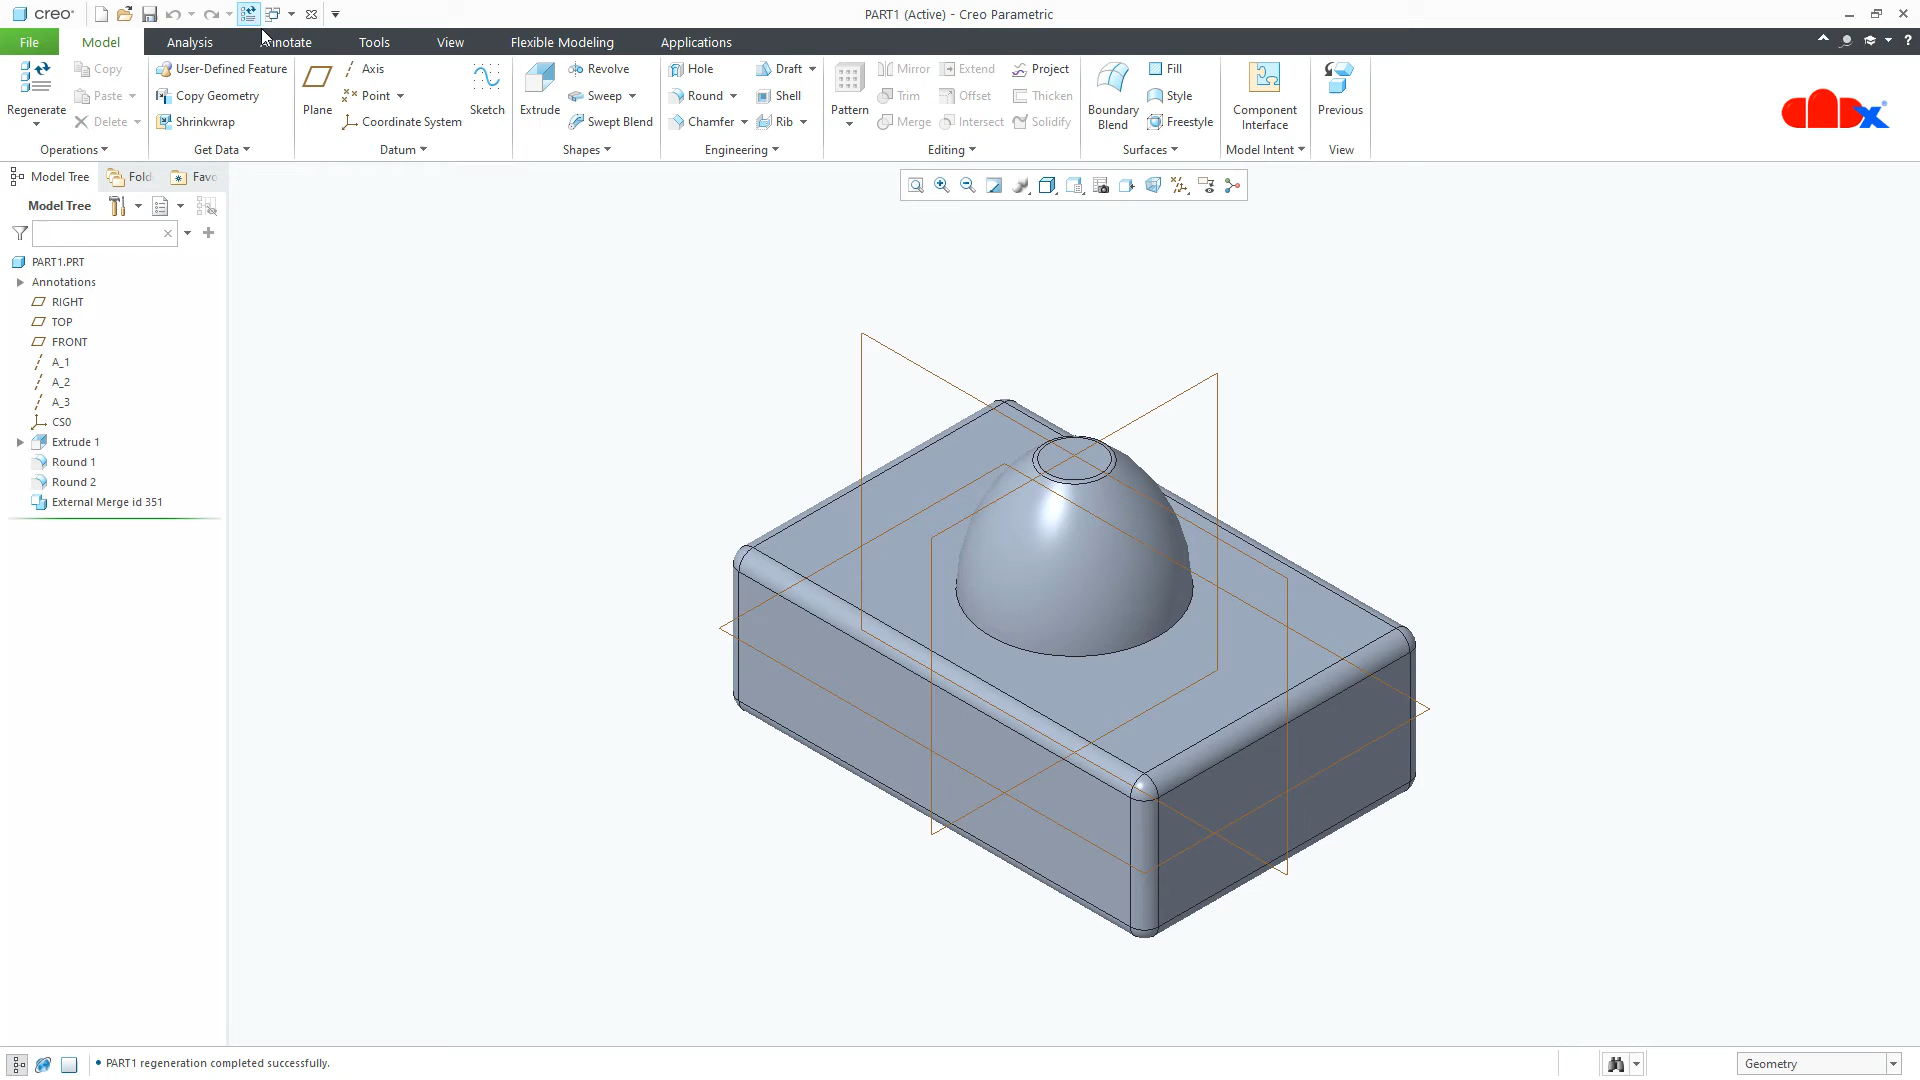 creo
PART1 (Active) - Creo Parametric
File
Model
Analysis
nnotate
Tools
View
Flexible Modeling
Applications
Regenerate
Copy
Paste
Delete
Operations
User-Defined Feature
Copy Geometry
Shrinkwrap
Get Data
Plane
Axis
Point
Coordinate System
Sketch
Datum
Extrude
Revolve
Sweep
Swept Blend
Shapes
Hole
Round
Chamfer
Draft
Shell
Rib
Engineering
Pattern
Mirror
Trim
Merge
Extend
Offset
Intersect
Project
Thicken
Solidify
Editing
Boundary
Blend
Fill
Style
Freestyle
Surfaces
Component
Interface
Model Intent
Previous
View
Model Tree
Fold
Favo
Model Tree
PART1.PRT
Annotations
RIGHT
TOP
FRONT
A_1
A_2
A_3
CS0
Extrude 1
Round 1
Round 2
External Merge id 351
PART1 regeneration completed successfully.
Geometry